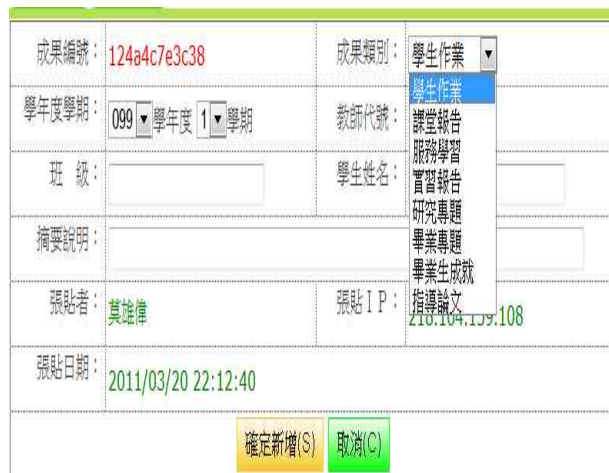 成果編號： 124a4c7e3c38 成果類別： 學生作業
學生作業
學年度學期： 099 學年度 1 學期 教師代號：
課堂報告
服務學習
班 級： 學生姓名：
實習報告
研究專題
摘要說明：
畢業專題
畢業生成就
指導論文
張貼者： 莫雄偉 張貼IP：
張貼日期： 2011/03/20 22:12:40
確定新增(S) 取消(C)